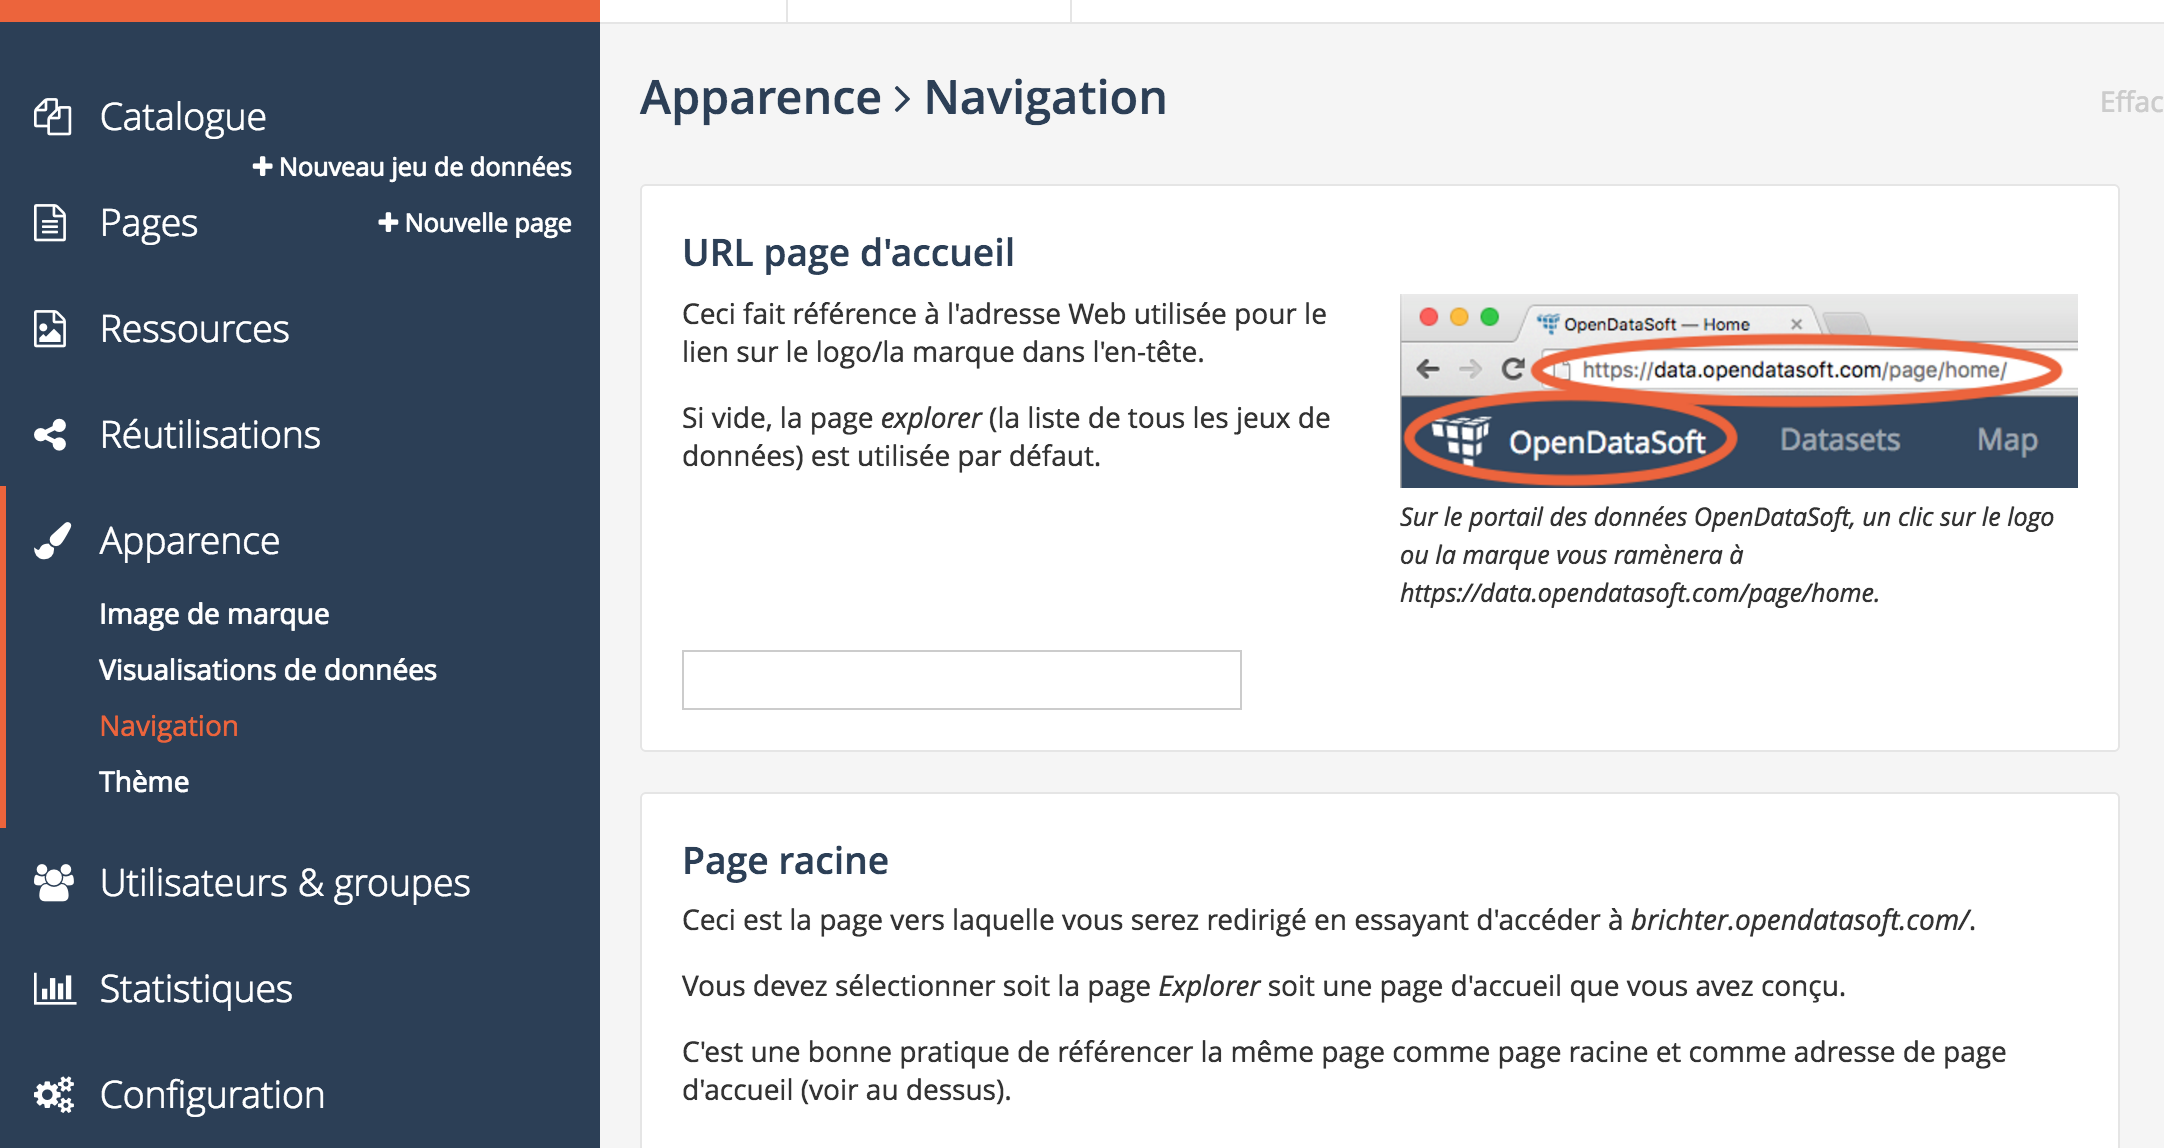 Catalogue
+ Nouveau jeu de données
Pages
+ Nouvelle page
Ressources
Réutilisations
Apparence
Image de marque
Visualisations de données
Navigation
Thème
Utilisateurs & groupes
Statistiques
Configuration
Apparence > Navigation
URL page d'accueil
Ceci fait référence à l'adresse Web utilisée pour le
lien sur le logo/la marque dans l'en-tête.
Si vide, la page explorer (la liste de tous les jeux de
données) est utilisée par défaut.
OpenDataSoft — Home
https://data.opendatasoft.com/page/home/
OpenDataSoft Datasets Map
Sur le portail des données OpenDataSoft, un clic sur le logo
ou la marque vous ramènera à
https://data.opendatasoft.com/page/home.
Page racine
Ceci est la page vers laquelle vous serez redirigé en essayant d'accéder à brichter.opendatasoft.com/.
Vous devez sélectionner soit la page Explorer soit une page d'accueil que vous avez conçu.
C'est une bonne pratique de référencer la même page comme page racine et comme adresse de page
d'accueil (voir au dessus).